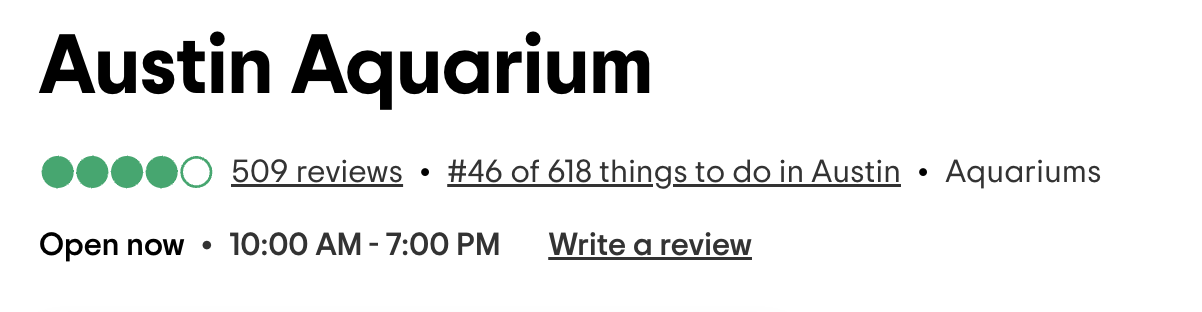 Austin Aquarium
509 reviews • #46 of 618 things to do in Austin • Aquariums
Open now • 10:00 AM - 7:00 PM Write a review